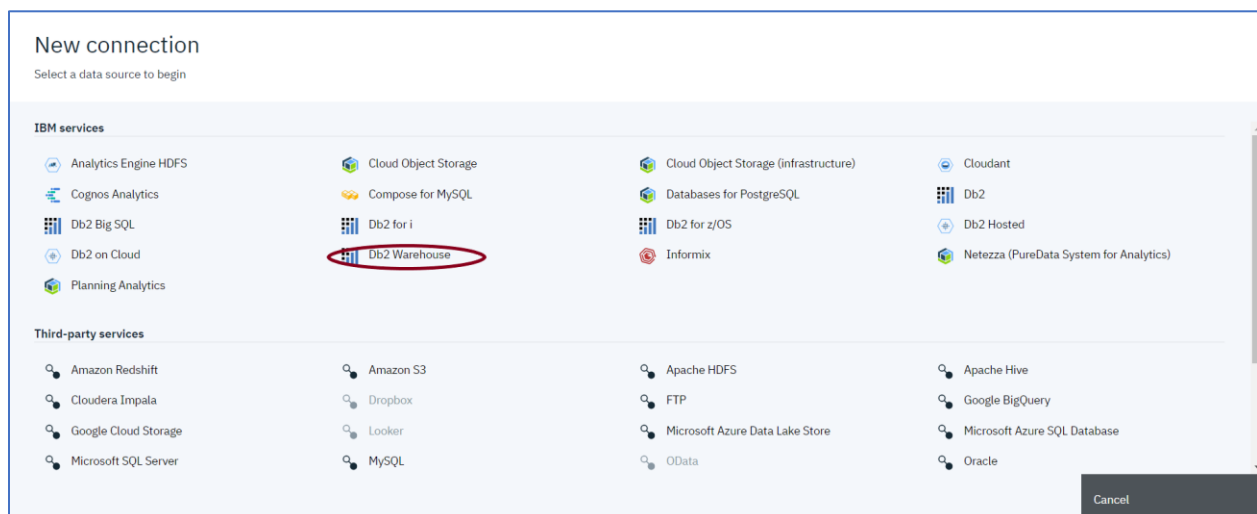 New connection
Select a data source to begin
IBM services
Analytics Engine HDFS Cloud Object Storage Cloud Object Storage (infrastructure) Cloudant
Cognos Analytics Compose for MySQL Databases for PostgreSQL Db2
Db2 Big SQL Db2 for i Db2 for z/OS Db2 Hosted
Db2 on Cloud Db2 Warehouse Informix Netezza (PureData System for Analytics)
Planning Analytics
Third-party services
Amazon Redshift Amazon S3 Apache HDFS Apache Hive
Cloudera Impala Dropbox FTP Google BigQuery
Google Cloud Storage Looker Microsoft Azure Data Lake Store Microsoft Azure SQL Database
Microsoft SQL Server MySQL OData Oracle
Cancel